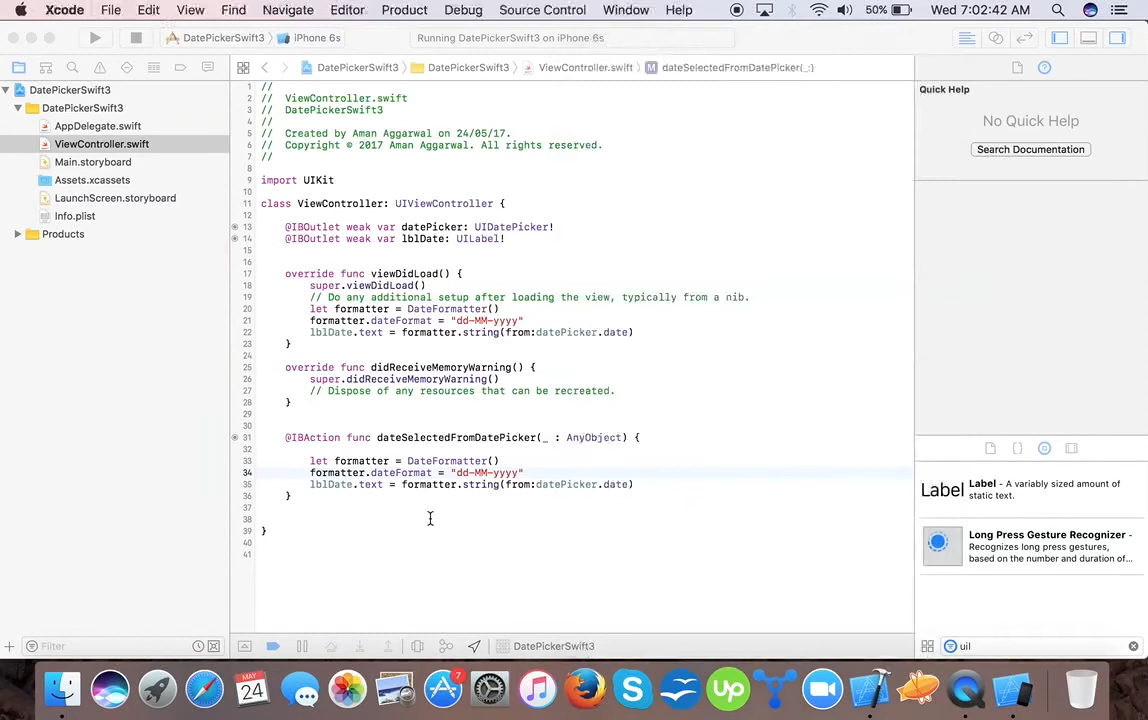 Xcode File Edit View Find Navigate Editor Product Debug Source Control Window Help 50% Wed 7:02:42 AM
DatePickerSwift3 iPhone 6s Running DatePickerSwift3 on iPhone 6s
DatePickerSwift3 DatePickerSwift3 ViewController.swift M dateSelectedFromDatePicker(_:)
DatePickerSwift3
DatePickerSwift3
AppDelegate.swift
ViewController.swift
Main.storyboard
Assets.xcassets
LaunchScreen.storyboard
Info.plist
Products
1 //
2 // ViewController.swift
3 // DatePickerSwift3
4 //
5 // Created by Aman Aggarwal on 24/05/17.
6 // Copyright © 2017 Aman Aggarwal. All rights reserved.
7 //
8
9 import UIKit
10
11 class ViewController: UIViewController {
12
13 @IBOutlet weak var datePicker: UIDatePicker!
14 @IBOutlet weak var lblDate: UILabel!
15
16
17 override func viewDidLoad() {
18 super.viewDidLoad()
19 // Do any additional setup after loading the view, typically from a nib.
20 let formatter = DateFormatter()
21 formatter.dateFormat = "dd-MM-yyyy"
22 lblDate.text = formatter.string(from:datePicker.date)
23 }
24
25 override func didReceiveMemoryWarning() {
26 super.didReceiveMemoryWarning()
27 // Dispose of any resources that can be recreated.
28 }
29
30
31 @IBAction func dateSelectedFromDatePicker(_ : AnyObject) {
32
33 let formatter = DateFormatter()
34 formatter.dateFormat = "dd-MM-yyyy"
35 lblDate.text = formatter.string(from:datePicker.date)
36 }
37
38
39 }
40
41
Quick Help
No Quick Help
Search Documentation
Label
Label - A variably sized amount of
static text.
Long Press Gesture Recognizer -
Recognizes long press gestures,
based on the number and duration of...
Filter
DatePickerSwift3
uil
MAY
24
7
Up